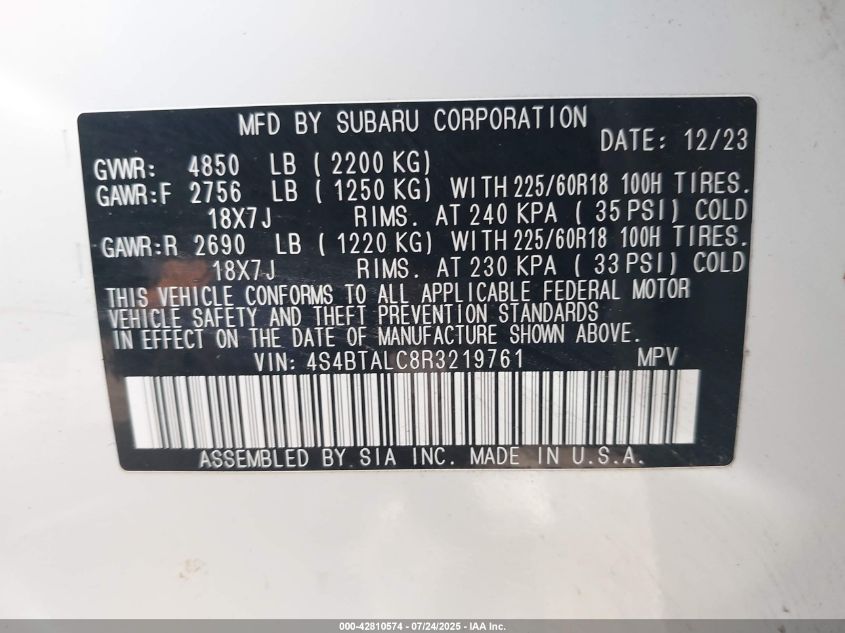 MFD BY SUBARU CORPORATION
DATE: 12/23
GVWR: 4850 LB ( 2200 KG)
GAWR:F 2756 LB ( 1250 KG) WITH 225/60R18 100H TIRES.
18X7J RIMS. AT 240 KPA ( 35 PSI) COLD
GAWR:R 2690 LB ( 1220 KG) WITH 225/60R18 100H TIRES.
18X7J RIMS. AT 230 KPA ( 33 PSI) COLD
THIS VEHICLE CONFORMS TO ALL APPLICABLE FEDERAL MOTOR
VEHICLE SAFETY AND THEFT PREVENTION STANDARDS
IN EFFECT ON THE DATE OF MANUFACTURE SHOWN ABOVE.
VIN: 4S4BTALC8R3219761 MPV
ASSEMBLED BY SIA INC. MADE IN U.S.A.
000-42810574 - 07/24/2025 - IAA Inc.